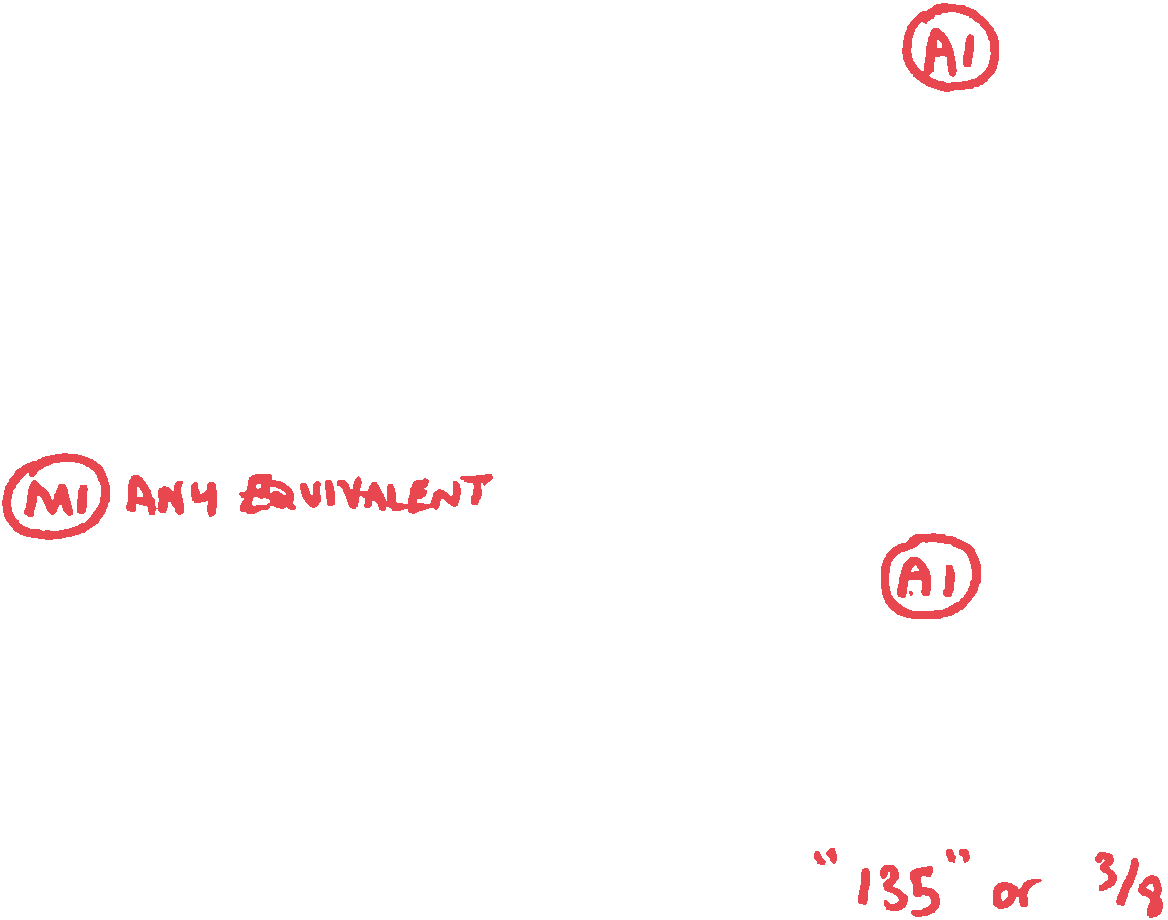 A1
M1 ANY EQUIVALENT
A1
"135" or 3/8